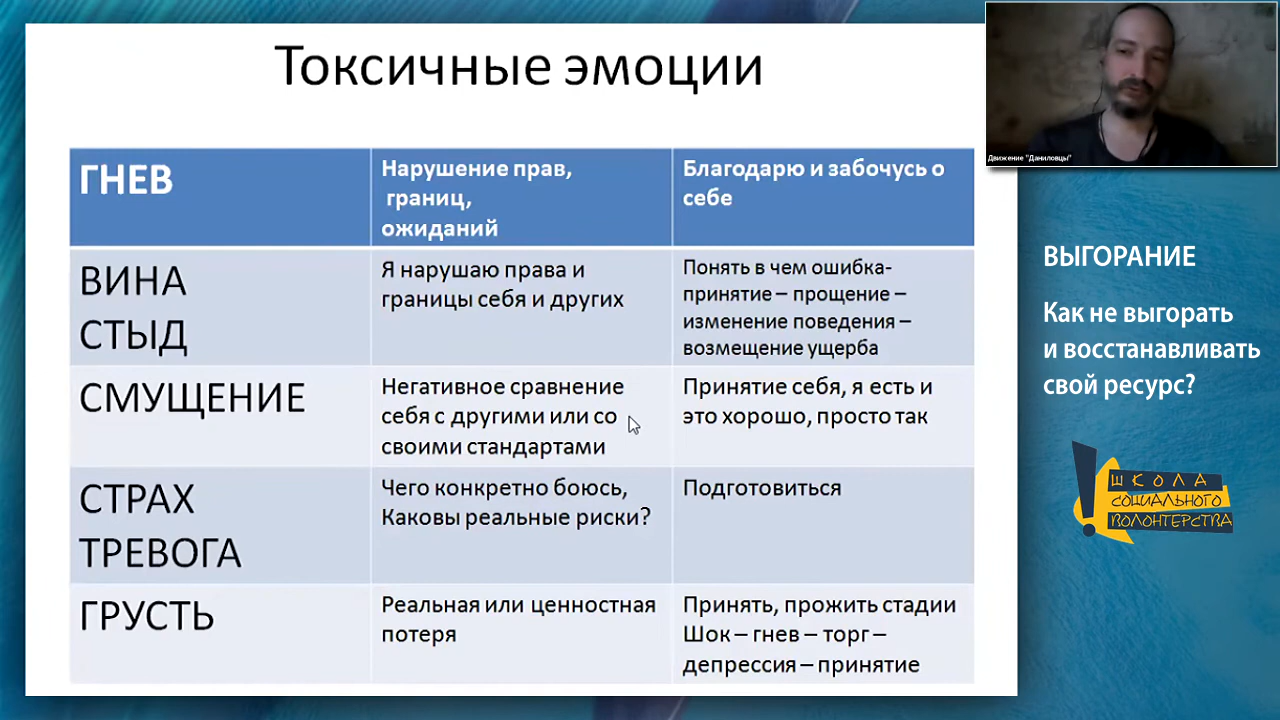 Токсичные эмоции
ГНЕВ
Нарушение прав,
границ,
ожиданий
Благодарю и забочусь о
себе
ВИНА
СТЫД
Я нарушаю права и
границы себя и других
Понять в чем ошибка-
принятие – прощение –
изменение поведения –
возмещение ущерба
СМУЩЕНИЕ
Негативное сравнение
себя с другими или со
своими стандартами
Принятие себя, я есть и
это хорошо, просто так
СТРАХ
ТРЕВОГА
Чего конкретно боюсь,
Каковы реальные риски?
Подготовиться
ГРУСТЬ
Реальная или ценностная
потеря
Принять, прожить стадии
Шок – гнев – торг –
депрессия – принятие
Движение "Даниловцы"
ВЫГОРАНИЕ
Как не выгорать
и восстанавливать
свой ресурс?
ШКОЛА
СОЦИАЛЬНОГО
ВОЛОНТЕРСТВА